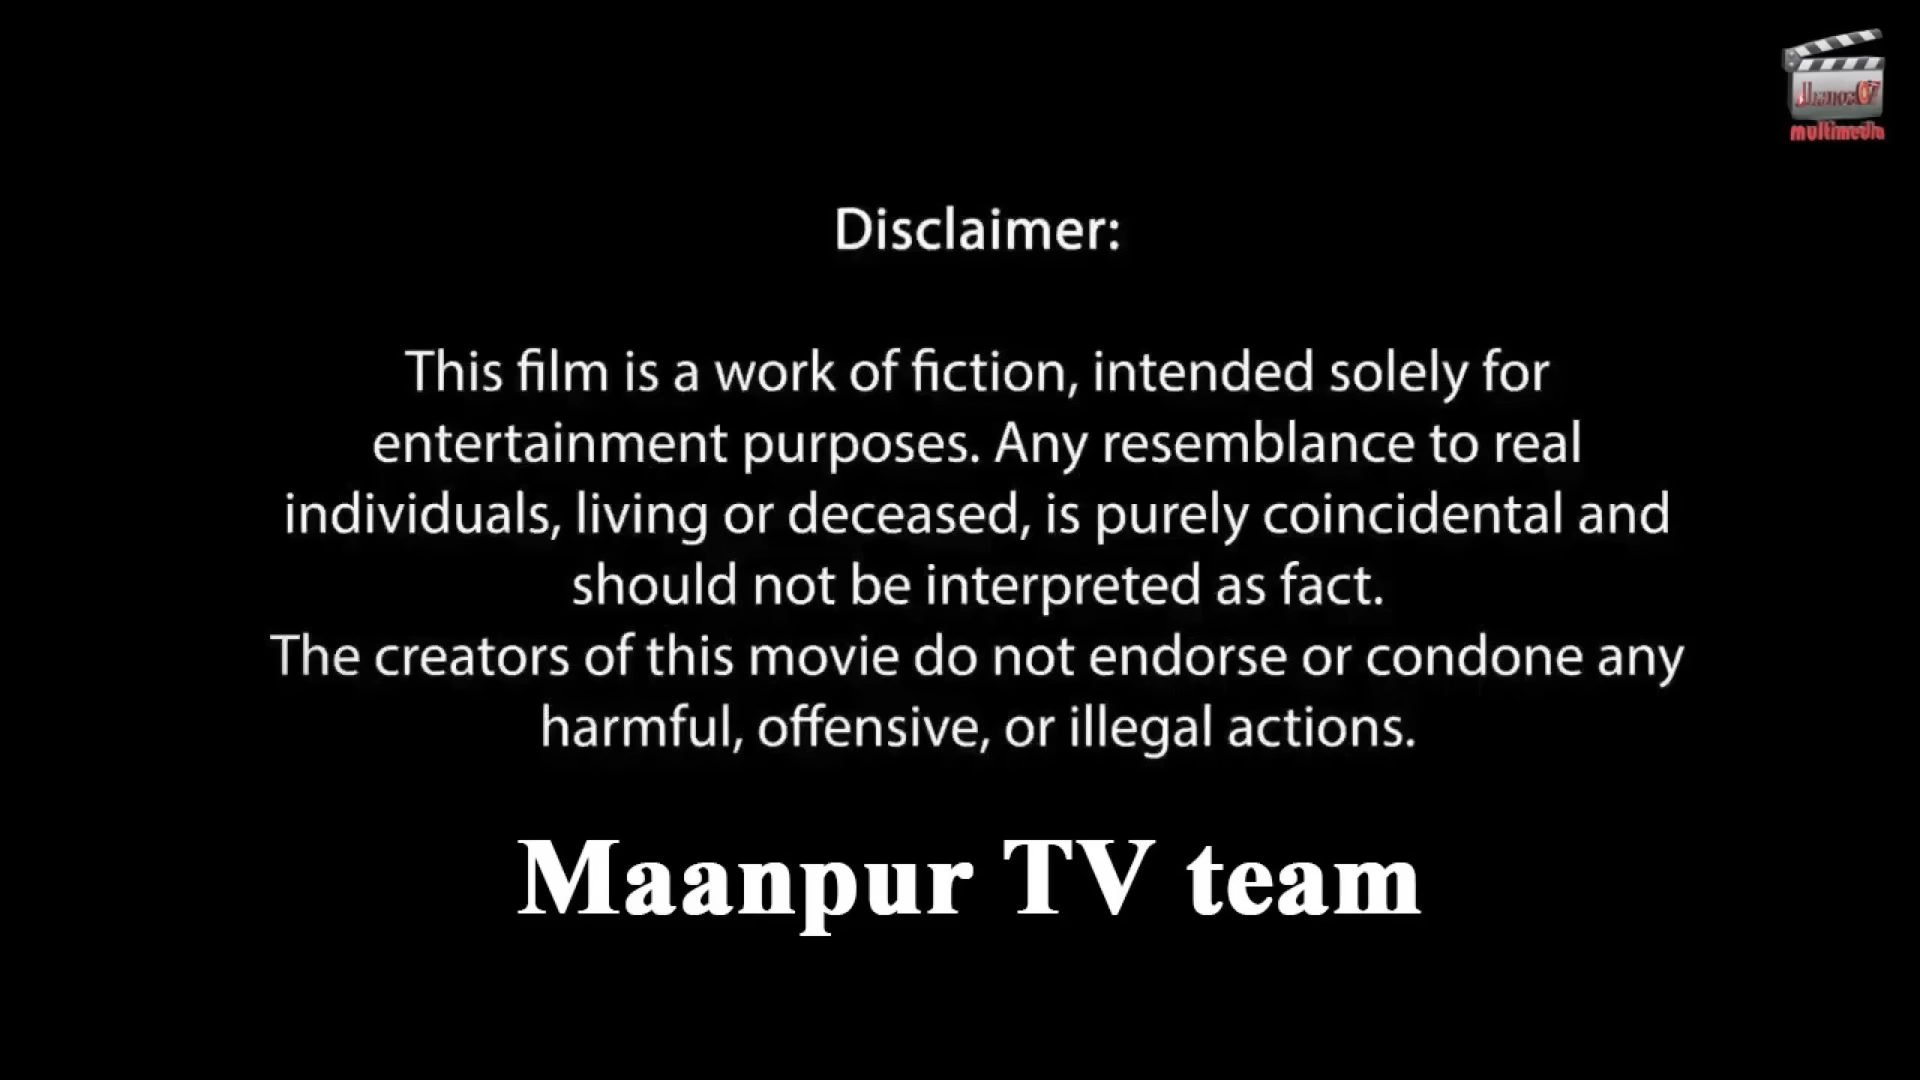 multimedia
Disclaimer:
This film is a work of fiction, intended solely for
entertainment purposes. Any resemblance to real
individuals, living or deceased, is purely coincidental and
should not be interpreted as fact.
The creators of this movie do not endorse or condone any
harmful, offensive, or illegal actions.
Maanpur TV team